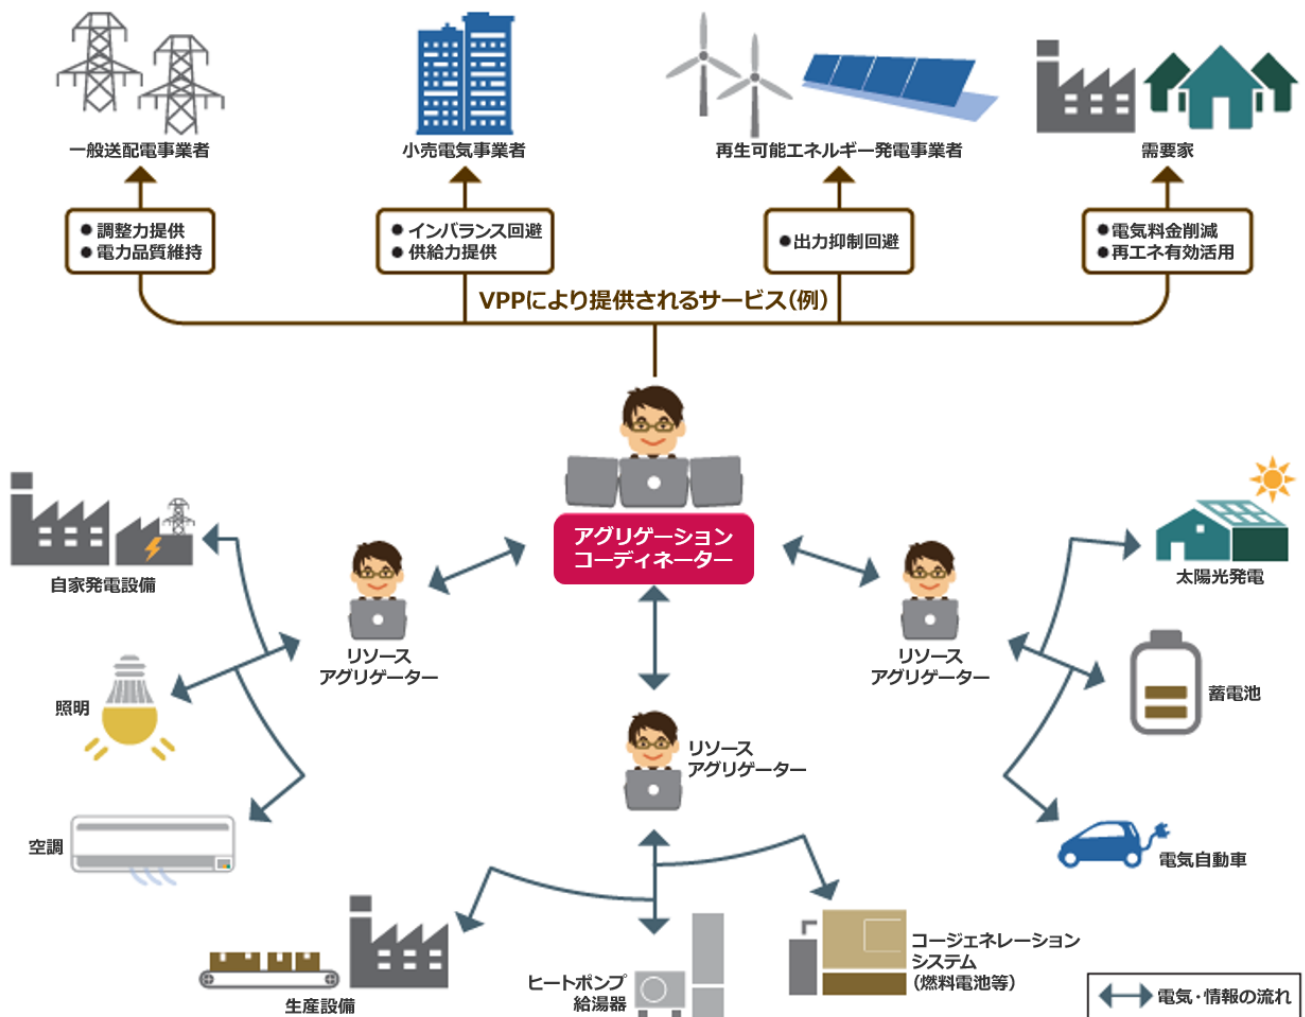 一般送配電事業者
小売電気事業者
再生可能エネルギー発電事業者
需要家
●調整力提供
●電力品質維持
●インバランス回避
●供給力提供
●出力抑制回避
●電気料金削減
●再エネ有効活用
VPPにより提供されるサービス(例)
アグリゲーション
コーディネーター
自家発電設備
リソース
アグリゲーター
リソース
アグリゲーター
太陽光発電
照明
蓄電池
リソース
アグリゲーター
空調
電気自動車
生産設備
ヒートポンプ
給湯器
コージェネレーション
システム
(燃料電池等)
電気・情報の流れ